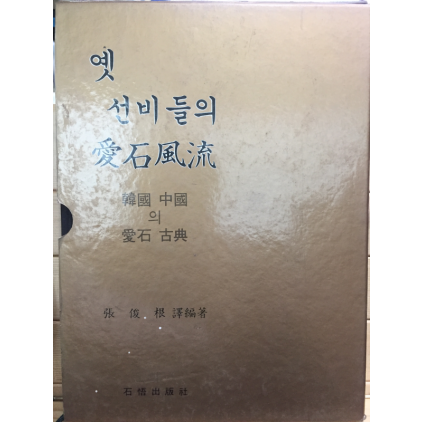 옛
선비들의
愛石風流
韓國 中國
의
愛石 古典
張 俊 根 譯編著
石悟出版社